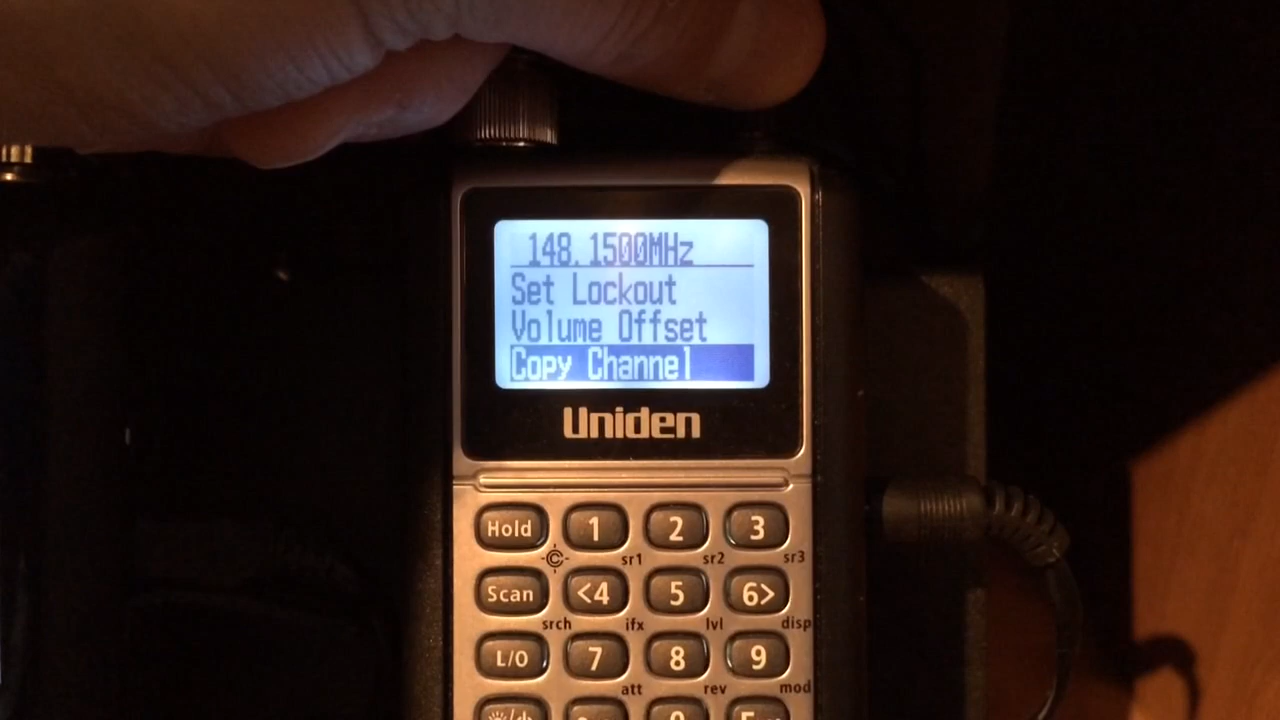 148.1500MHz
Set Lockout
Volume Offset
Copy Channel
Uniden
Hold 1 2 3
sr1 sr2 sr3
Scan <4 5 6>
srch ifx lvl disp
L/O 7 8 9
att rev mod